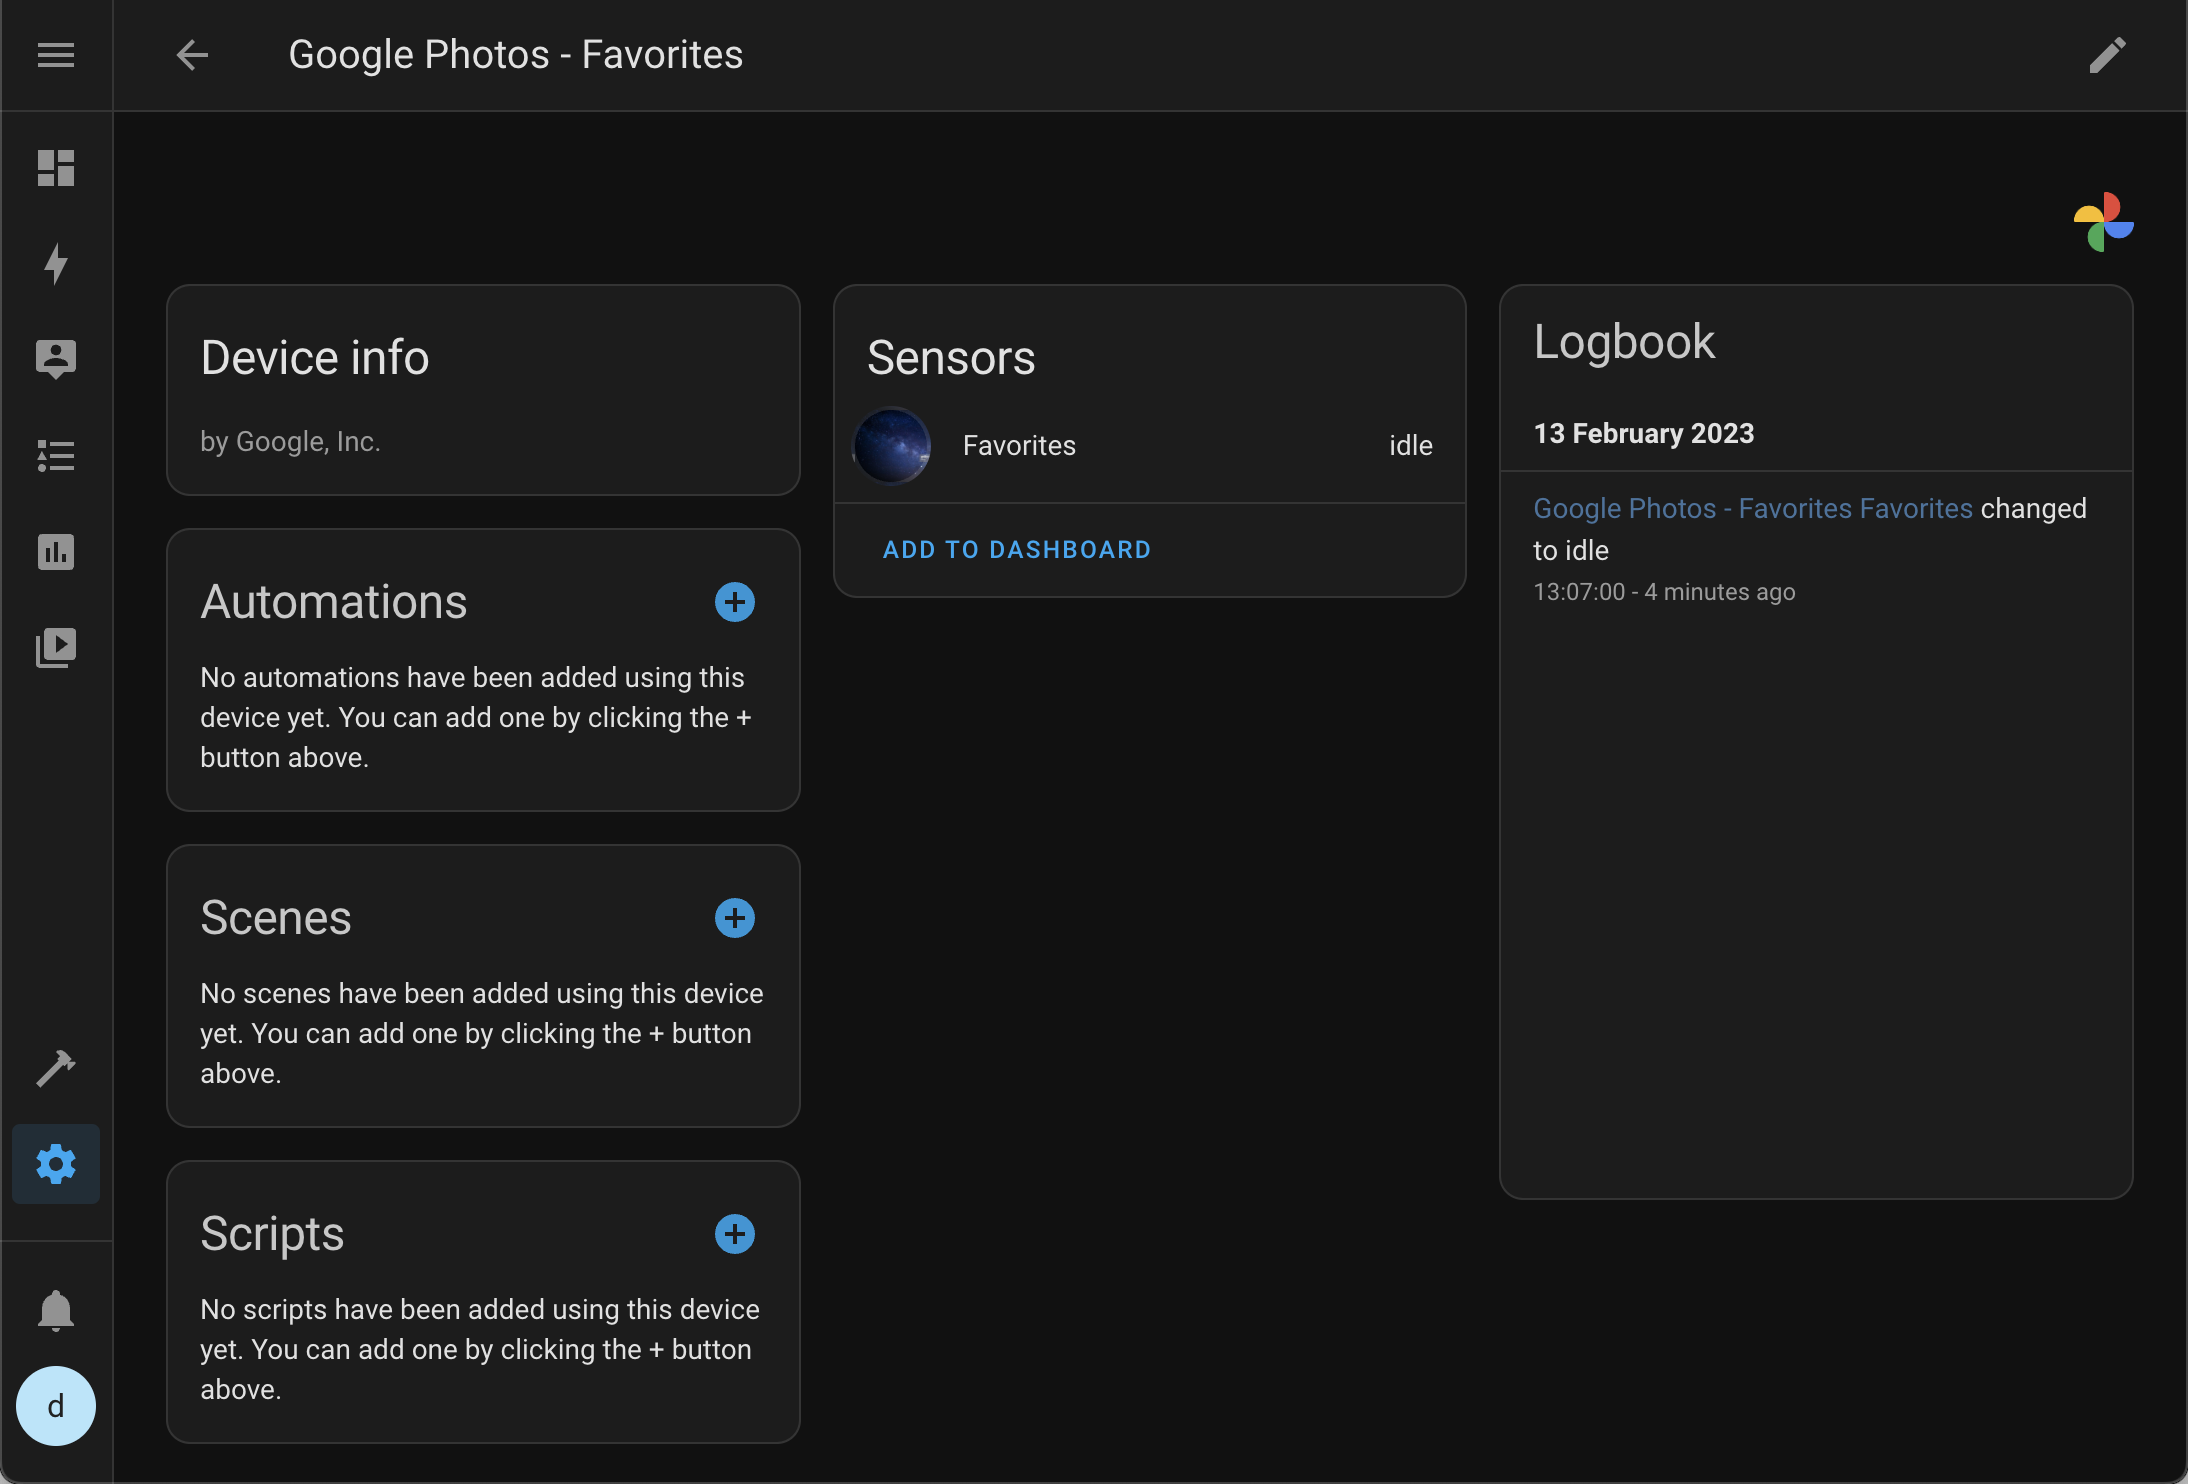 Google Photos - Favorites
Device info
by Google, Inc.
Automations
No automations have been added using this
device yet. You can add one by clicking the +
button above.
Scenes
No scenes have been added using this device
yet. You can add one by clicking the + button
above.
Scripts
No scripts have been added using this device
yet. You can add one by clicking the + button
above.
Sensors
Favorites idle
ADD TO DASHBOARD
Logbook
13 February 2023
Google Photos - Favorites Favorites changed
to idle
13:07:00 - 4 minutes ago
d